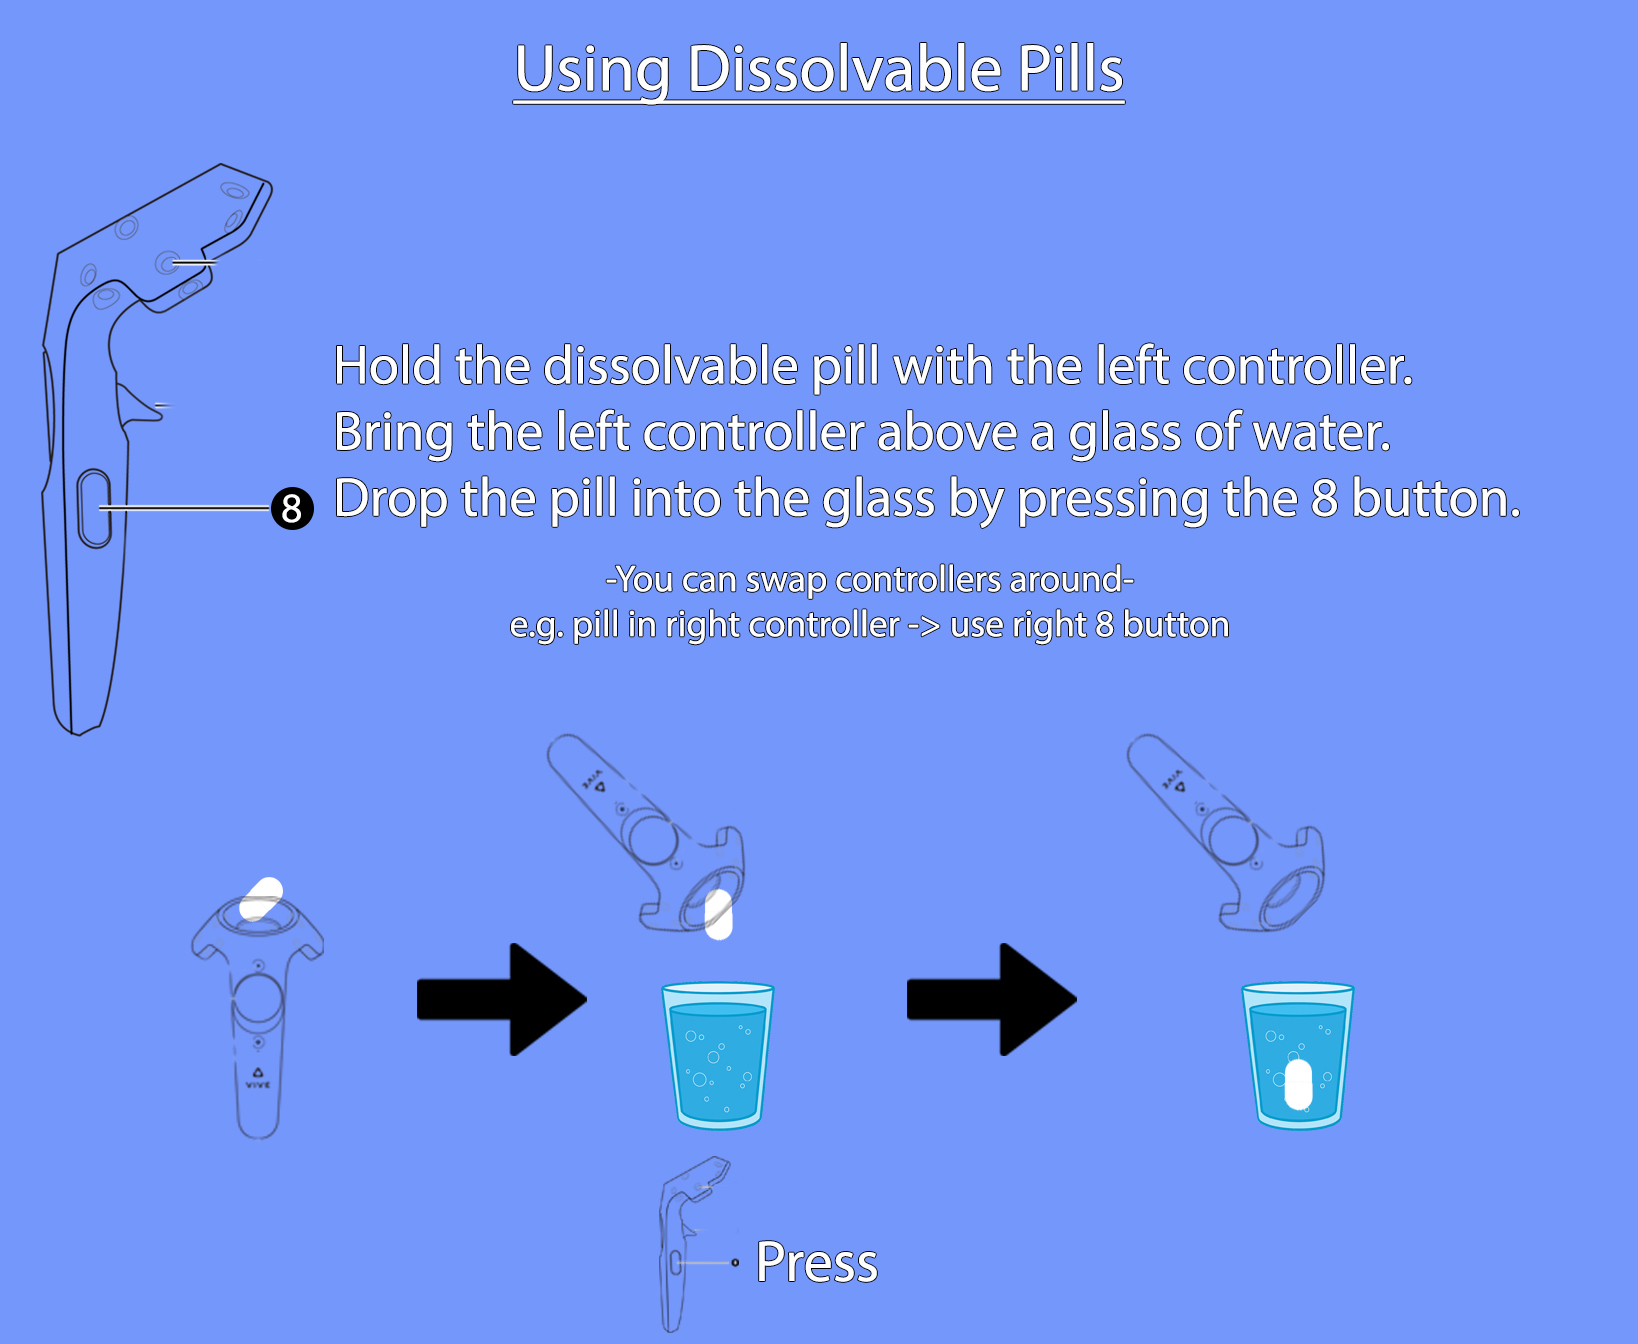 Using Dissolvable Pills
Hold the dissolvable pill with the left controller.
Bring the left controller above a glass of water.
8 Drop the pill into the glass by pressing the 8 button.
-You can swap controllers around-
e.g. pill in right controller -> use right 8 button
VIVE
VIVE
VIVE
Press